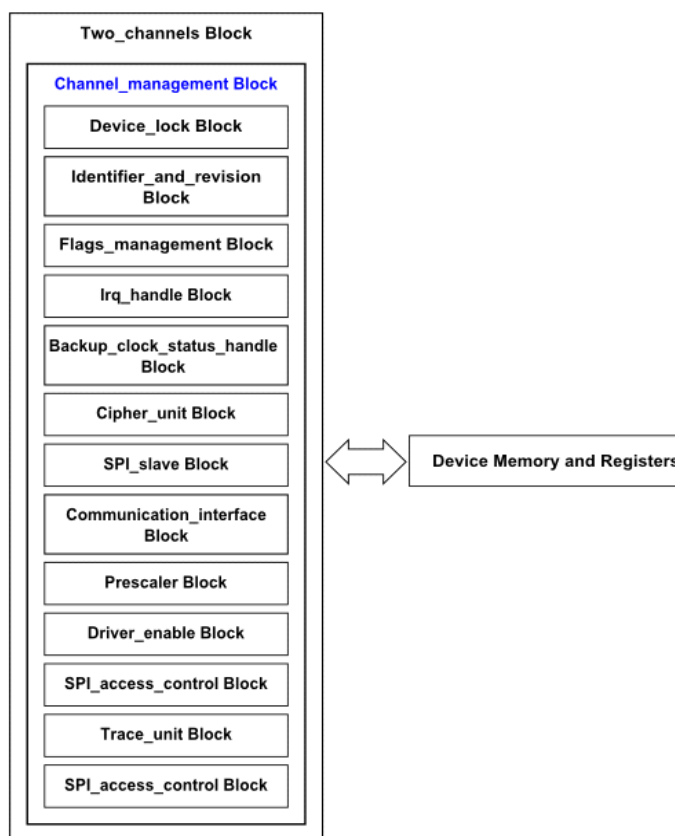 Two_channels Block
Channel_management Block
Device_lock Block
Identifier_and_revision
Block
Flags_management Block
Irq_handle Block
Backup_clock_status_handle
Block
Cipher_unit Block
SPI_slave Block
Device Memory and Registers
Communication_interface
Block
Prescaler Block
Driver_enable Block
SPI_access_control Block
Trace_unit Block
SPI_access_control Block